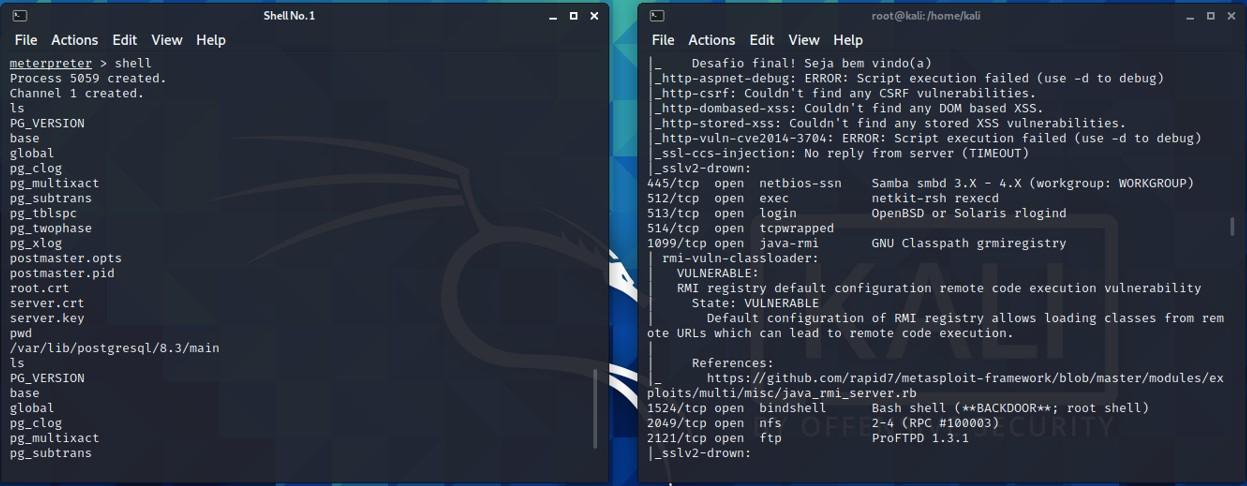 Shell No.1
File Actions Edit View Help
meterpreter > shell
Process 5059 created.
Channel 1 created.
ls
PG_VERSION
base
global
pg_clog
pg_multixact
pg_subtrans
pg_tblspc
pg_twophase
pg_xlog
postmaster.opts
postmaster.pid
root.crt
server.crt
server.key
pwd
/var/lib/postgresql/8.3/main
ls
PG_VERSION
base
global
pg_clog
pg_multixact
pg_subtrans
root@kali: /home/kali
File Actions Edit View Help
|_    Desafio final! Seja bem vindo(a)
|_http-aspnet-debug: ERROR: Script execution failed (use -d to debug)
|_http-csrf: Couldn't find any CSRF vulnerabilities.
|_http-dombased-xss: Couldn't find any DOM based XSS.
|_http-stored-xss: Couldn't find any stored XSS vulnerabilities.
|_http-vuln-cve2014-3704: ERROR: Script execution failed (use -d to debug)
|_ssl-ccs-injection: No reply from server (TIMEOUT)
|_sslv2-drown:
445/tcp  open  netbios-ssn    Samba smbd 3.X - 4.X (workgroup: WORKGROUP)
512/tcp  open  exec           netkit-rsh rexecd
513/tcp  open  login          OpenBSD or Solaris rlogind
514/tcp  open  tcpwrapped
1099/tcp open  java-rmi       GNU Classpath grmiregistry
| rmi-vuln-classloader:
|   VULNERABLE:
|   RMI registry default configuration remote code execution vulnerability
|     State: VULNERABLE
|       Default configuration of RMI registry allows loading classes from rem
ote URLs which can lead to remote code execution.
|
|     References:
|_      https://github.com/rapid7/metasploit-framework/blob/master/modules/ex
ploits/multi/misc/java_rmi_server.rb
1524/tcp open  bindshell      Bash shell (**BACKDOOR**; root shell)
2049/tcp open  nfs            2-4 (RPC #100003)
2121/tcp open  ftp            ProFTPD 1.3.1
|_sslv2-drown:
KALI
BY OFFENSIVE SECURITY